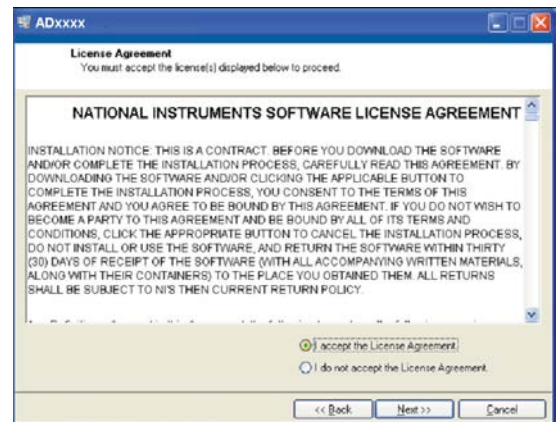 ADxxxx
License Agreement
You must accept the license(s) displayed below to proceed.
NATIONAL INSTRUMENTS SOFTWARE LICENSE AGREEMENT
INSTALLATION NOTICE: THIS IS A CONTRACT. BEFORE YOU DOWNLOAD THE SOFTWARE
AND/OR COMPLETE THE INSTALLATION PROCESS, CAREFULLY READ THIS AGREEMENT. BY
DOWNLOADING THE SOFTWARE AND/OR CLICKING THE APPLICABLE BUTTON TO
COMPLETE THE INSTALLATION PROCESS, YOU CONSENT TO THE TERMS OF THIS
AGREEMENT AND YOU AGREE TO BE BOUND BY THIS AGREEMENT. IF YOU DO NOT WISH TO
BECOME A PARTY TO THIS AGREEMENT AND BE BOUND BY ALL OF ITS TERMS AND
CONDITIONS, CLICK THE APPROPRIATE BUTTON TO CANCEL THE INSTALLATION PROCESS,
DO NOT INSTALL OR USE THE SOFTWARE, AND RETURN THE SOFTWARE WITHIN THIRTY
(30) DAYS OF RECEIPT OF THE SOFTWARE (WITH ALL ACCOMPANYING WRITTEN MATERIALS,
ALONG WITH THEIR CONTAINERS) TO THE PLACE YOU OBTAINED THEM. ALL RETURNS
SHALL BE SUBJECT TO NI'S THEN CURRENT RETURN POLICY.
I accept the License Agreement.
I do not accept the License Agreement.
<< Back Next >> Cancel